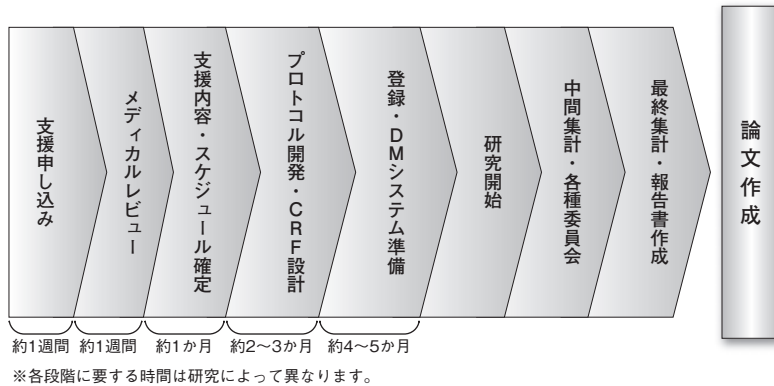 支援申し込み
メディカルレビュー
支援内容・スケジュール確定
プロトコル開発・CRF設計
登録・DMシステム準備
研究開始
中間集計・各種委員会
最終集計・報告書作成
論文作成
約1週間
約1週間
約1か月
約2〜3か月
約4〜5か月
※各段階に要する時間は研究によって異なります。